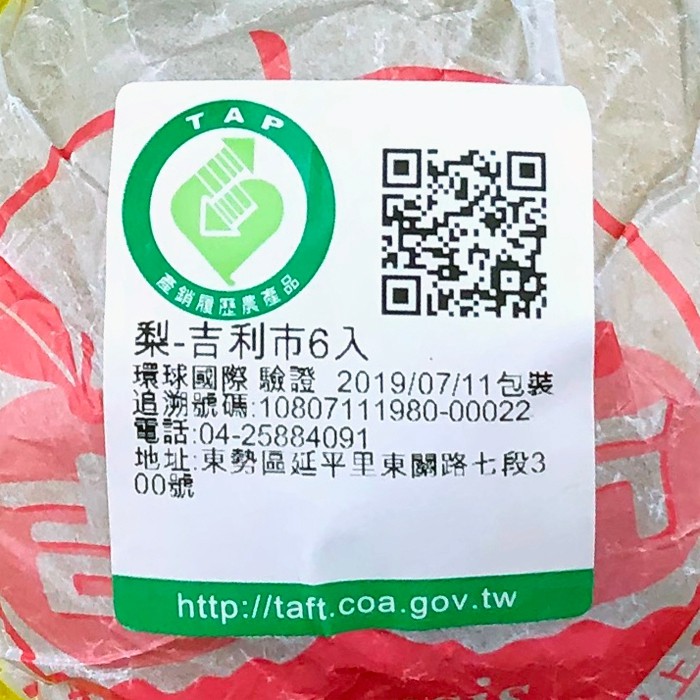 TAP
產銷履歷農產品
梨-吉利市6入
環球國際 驗證 2019/07/11包裝
追溯號碼:10807111980-00022
電話:04-25884091
地址:東勢區延平里東關路七段3
00號
http://taft.coa.gov.tw